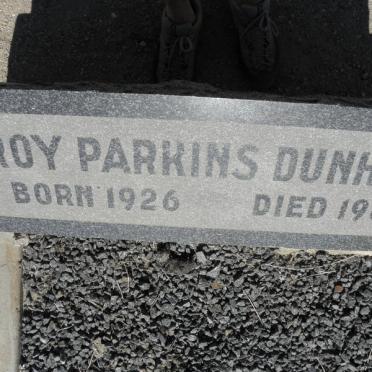 ROY PARKINS DUNH
BORN 1926 DIED 19